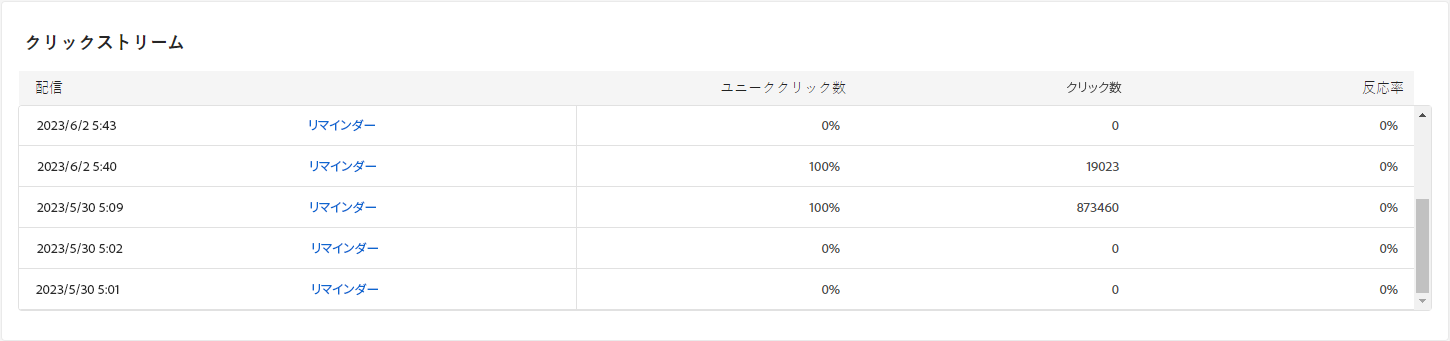 クリックストリーム
配信 ユニーククリック数 クリック数 反応率
2023/6/2 5:43 リマインダー 0% 0 0%
2023/6/2 5:40 リマインダー 100% 19023 0%
2023/5/30 5:09 リマインダー 100% 873460 0%
2023/5/30 5:02 リマインダー 0% 0 0%
2023/5/30 5:01 リマインダー 0% 0 0%